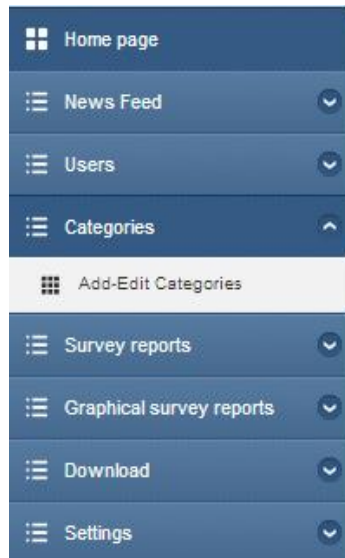 Home page
News Feed
Users
Categories
Add-Edit Categories
Survey reports
Graphical survey reports
Download
Settings